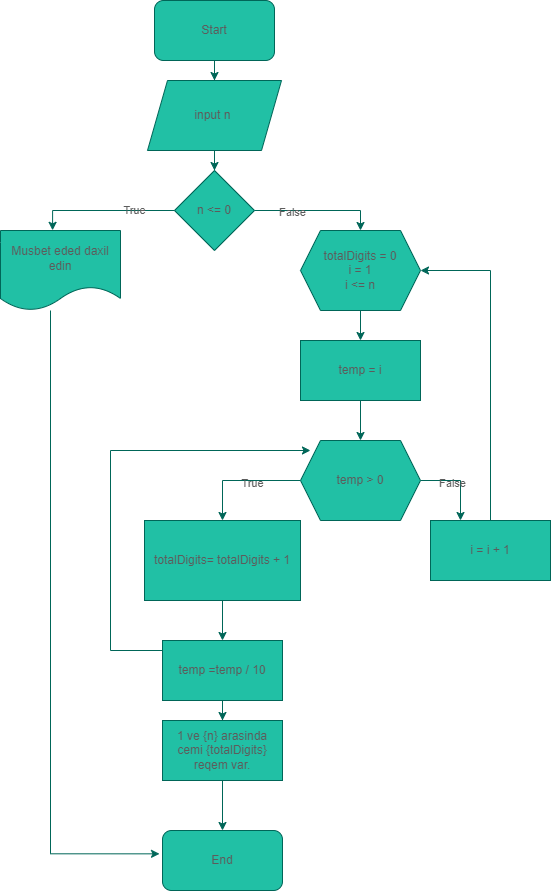 Start
input n
n <= 0
True
False
Musbet eded daxil
edin
totalDigits = 0
i = 1
i <= n
temp = i
temp > 0
True
False
totalDigits= totalDigits + 1
i = i + 1
temp =temp / 10
1 ve {n} arasinda
cemi {totalDigits}
reqem var.
End